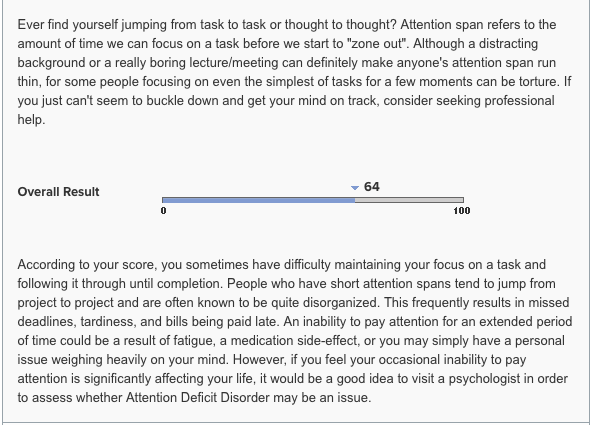 Ever find yourself jumping from task to task or thought to thought? Attention span refers to the
amount of time we can focus on a task before we start to "zone out". Although a distracting
background or a really boring lecture/meeting can definitely make anyone's attention span run
thin, for some people focusing on even the simplest of tasks for a few moments can be torture. If
you just can't seem to buckle down and get your mind on track, consider seeking professional
help.
Overall Result
64
0
100
According to your score, you sometimes have difficulty maintaining your focus on a task and
following it through until completion. People who have short attention spans tend to jump from
project to project and are often known to be quite disorganized. This frequently results in missed
deadlines, tardiness, and bills being paid late. An inability to pay attention for an extended period
of time could be a result of fatigue, a medication side-effect, or you may simply have a personal
issue weighing heavily on your mind. However, if you feel your occasional inability to pay
attention is significantly affecting your life, it would be a good idea to visit a psychologist in order
to assess whether Attention Deficit Disorder may be an issue.